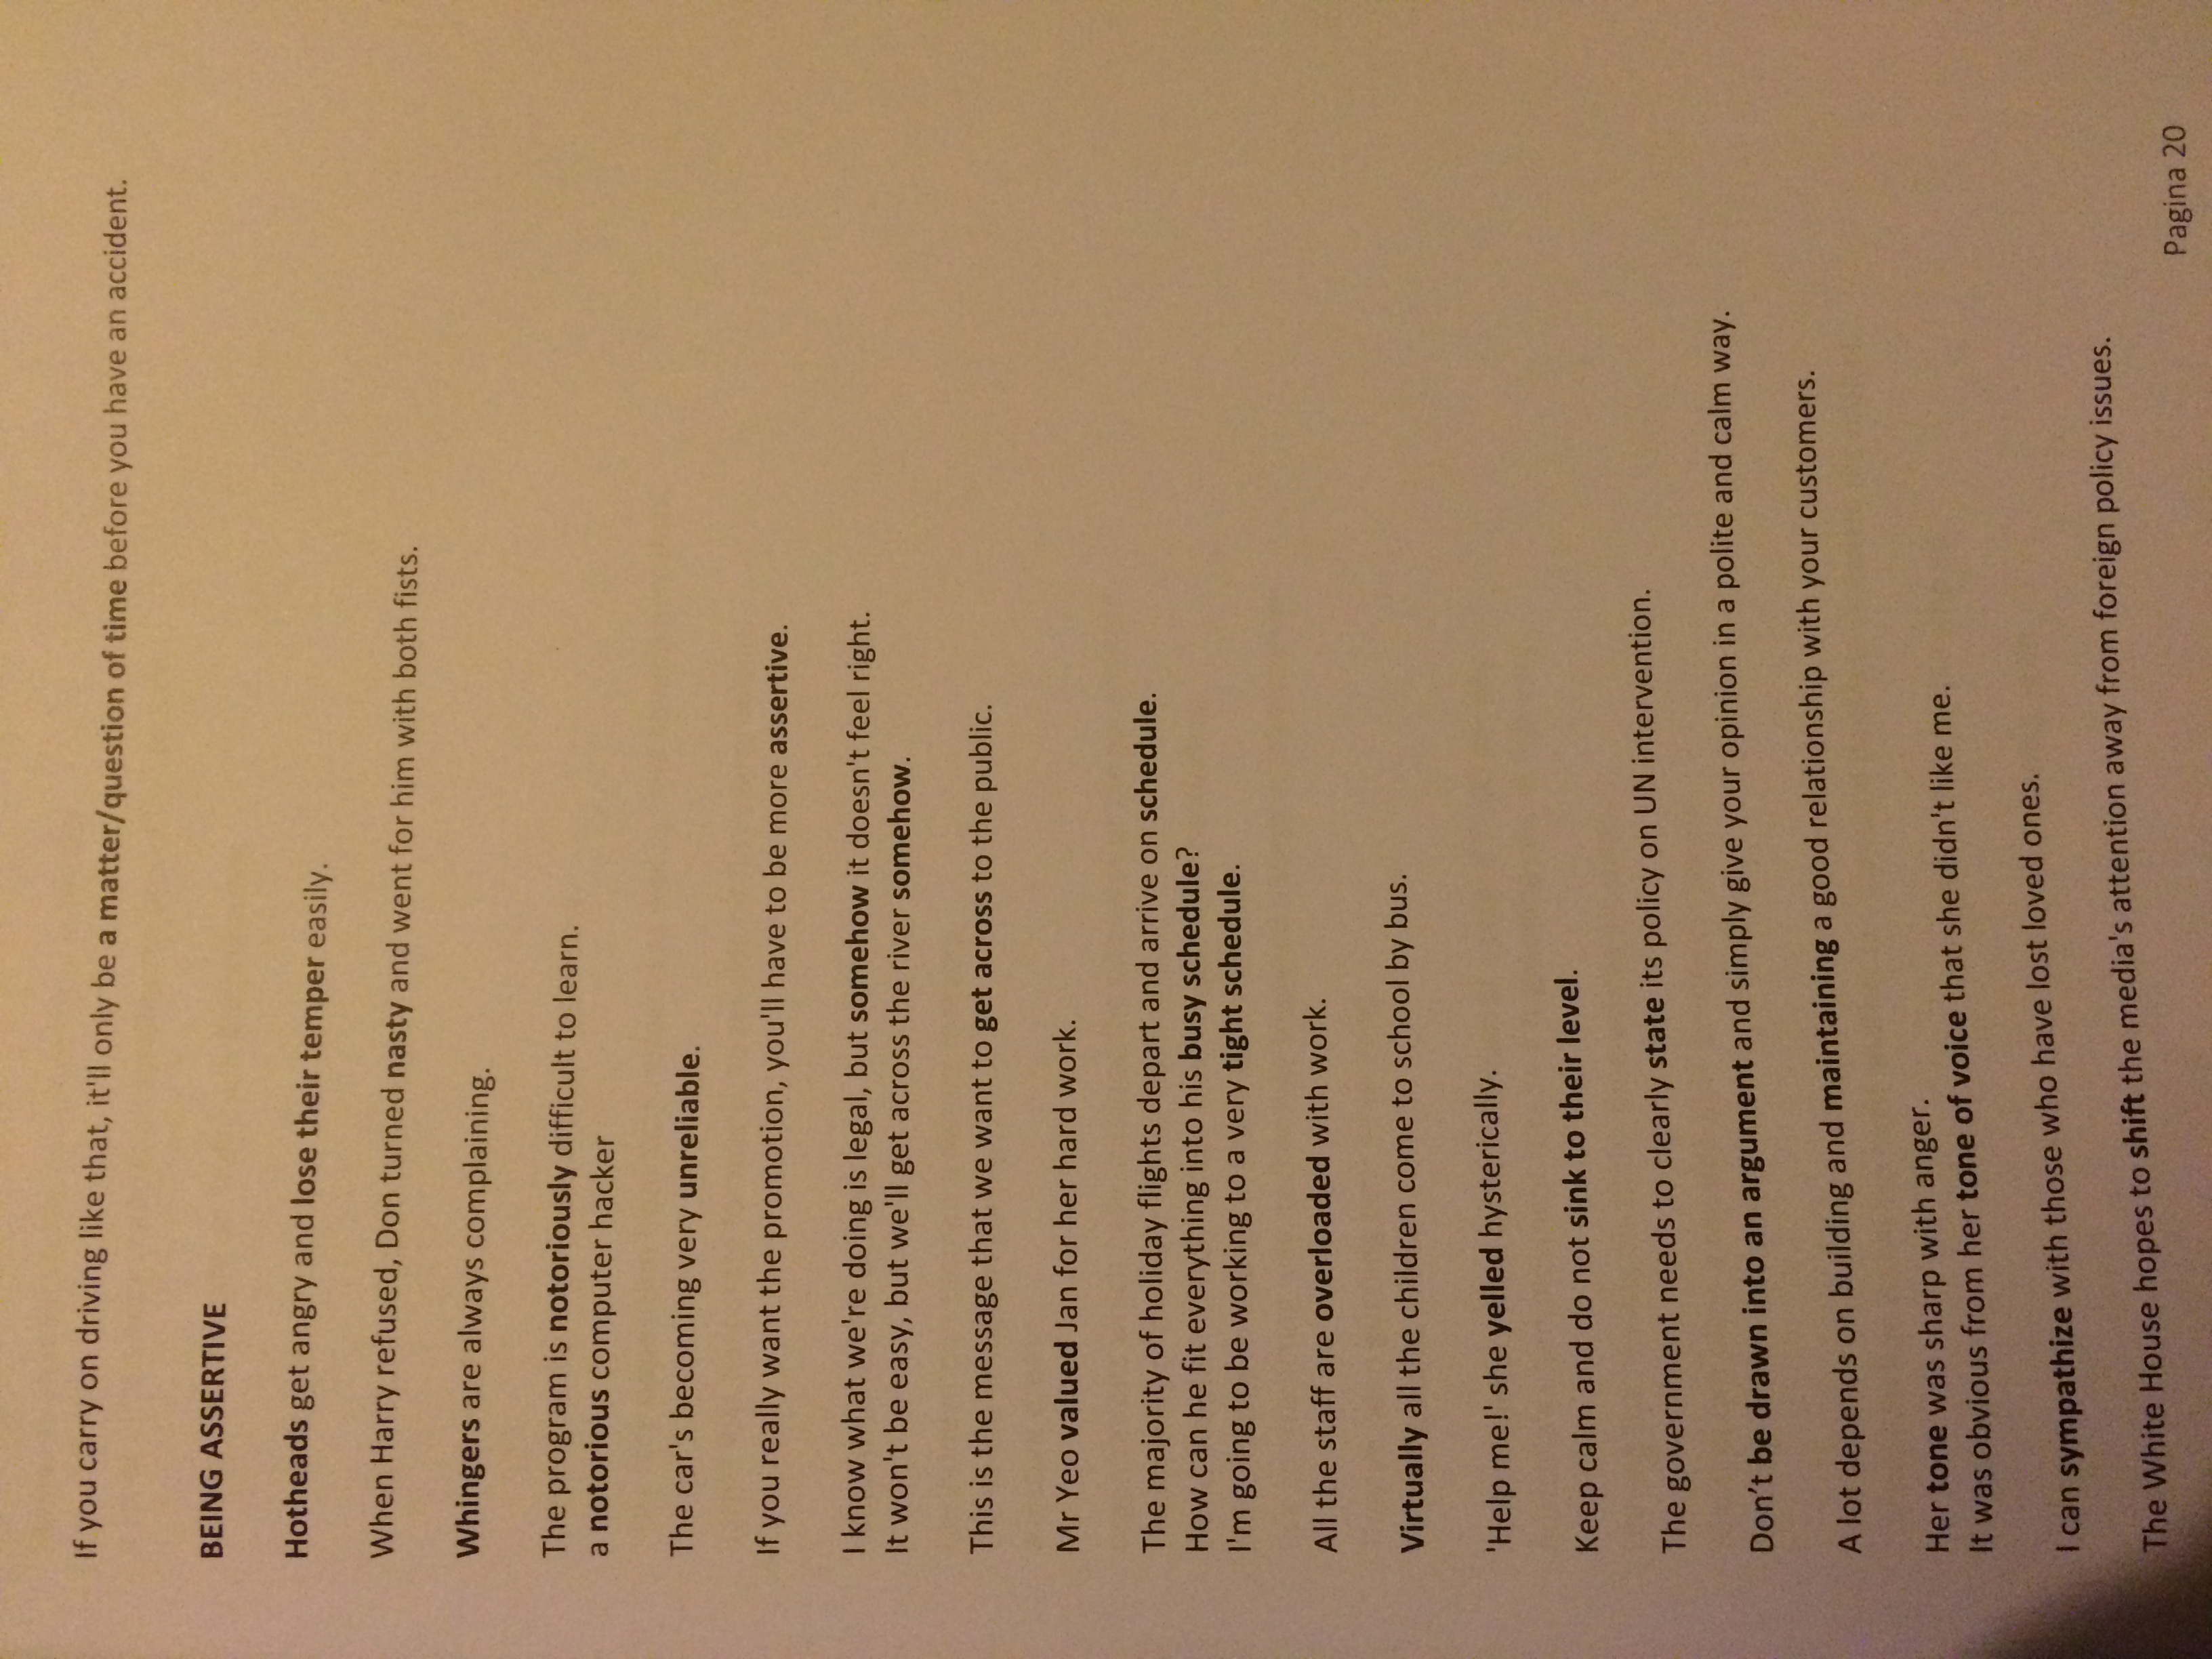 If you carry on driving like that, it'll only be a matter/question of time before you have an accident.
BEING ASSERTIVE
Hotheads get angry and lose their temper easily.
When Harry refused, Don turned nasty and went for him with both fists.
Whingers are always complaining.
The program is notoriously difficult to learn.
a notorious computer hacker
The car's becoming very unreliable.
If you really want the promotion, you'll have to be more assertive.
I know what we're doing is legal, but somehow it doesn't feel right.
It won't be easy, but we'll get across the river somehow.
This is the message that we want to get across to the public.
Mr Yeo valued Jan for her hard work.
The majority of holiday flights depart and arrive on schedule.
How can he fit everything into his busy schedule?
I'm going to be working to a very tight schedule.
All the staff are overloaded with work.
Virtually all the children come to school by bus.
'Help me!' she yelled hysterically.
Keep calm and do not sink to their level.
The government needs to clearly state its policy on UN intervention.
Don’t be drawn into an argument and simply give your opinion in a polite and calm way.
A lot depends on building and maintaining a good relationship with your customers.
Her tone was sharp with anger.
It was obvious from her tone of voice that she didn't like me.
I can sympathize with those who have lost loved ones.
The White House hopes to shift the media's attention away from foreign policy issues.
Pagina 20